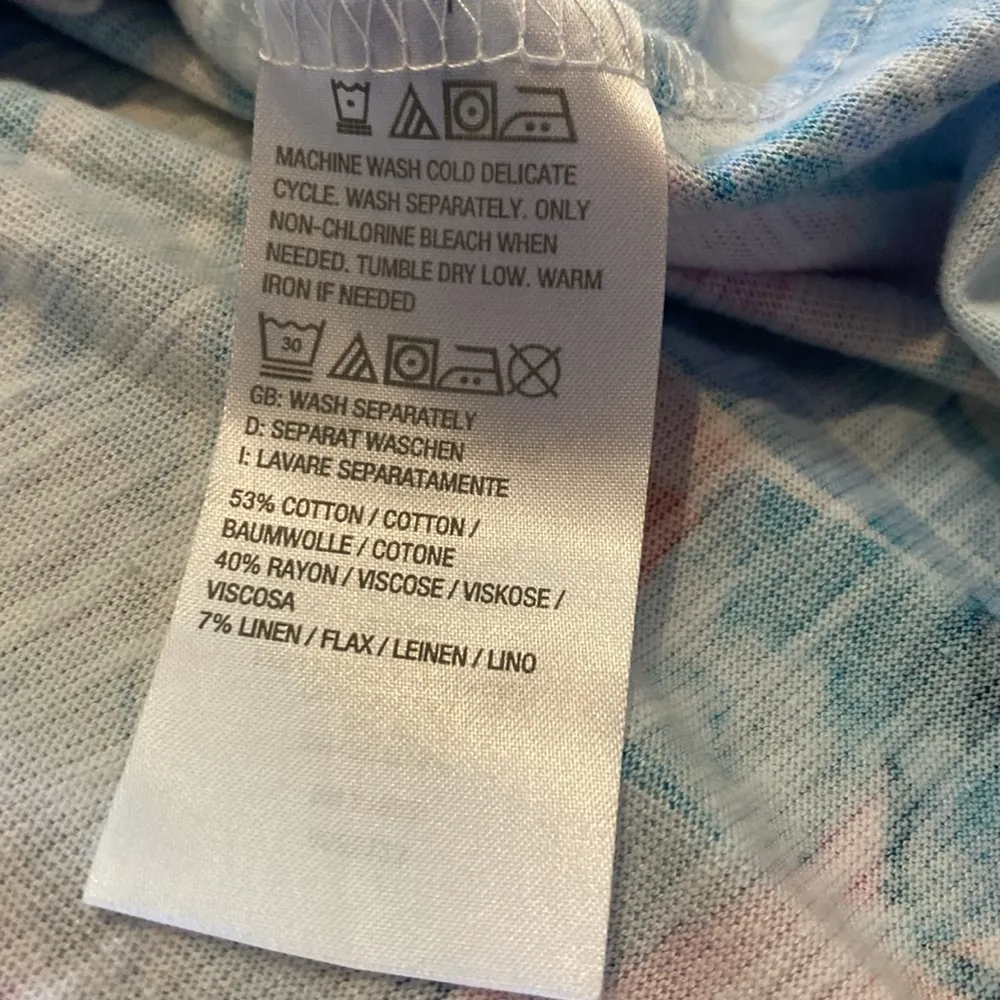 MACHINE WASH COLD DELICATE
CYCLE. WASH SEPARATELY. ONLY
NON-CHLORINE BLEACH WHEN
NEEDED. TUMBLE DRY LOW. WARM
IRON IF NEEDED
30
GB: WASH SEPARATELY
D: SEPARAT WASCHEN
I: LAVARE SEPARATAMENTE
53% COTTON / COTTON /
BAUMWOLLE / COTONE
40% RAYON / VISCOSE / VISKOSE /
VISCOSA
7% LINEN / FLAX / LEINEN / LINO